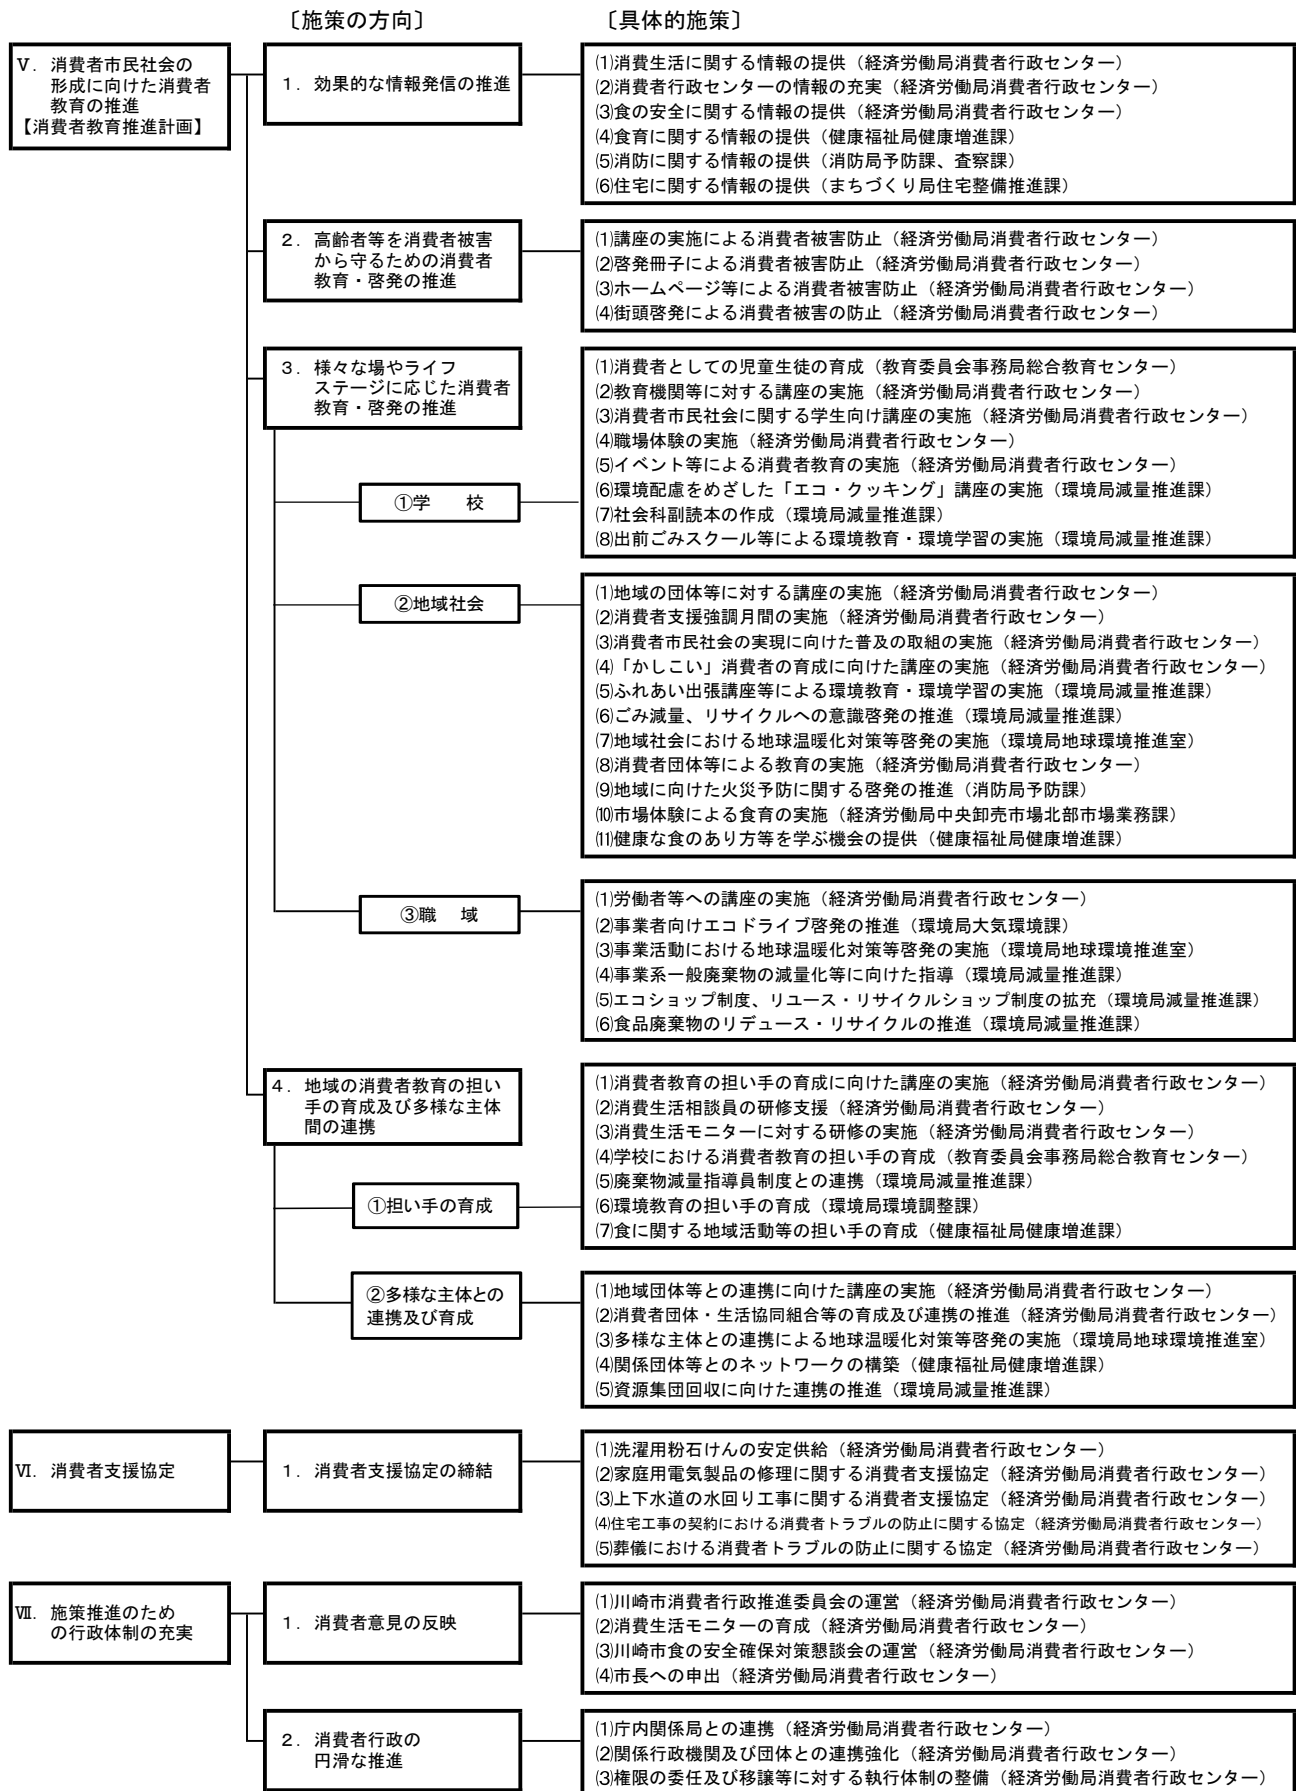 〔施策の方向〕
〔具体的施策〕
Ⅴ．消費者市民社会の
形成に向けた消費者
教育の推進
【消費者教育推進計画】
１．効果的な情報発信の推進
⑴消費生活に関する情報の提供（経済労働局消費者行政センター）
⑵消費者行政センターの情報の充実（経済労働局消費者行政センター）
⑶食の安全に関する情報の提供（経済労働局消費者行政センター）
⑷食育に関する情報の提供（健康福祉局健康増進課）
⑸消防に関する情報の提供（消防局予防課、査察課）
⑹住宅に関する情報の提供（まちづくり局住宅整備推進課）
２．高齢者等を消費者被害
から守るための消費者
教育・啓発の推進
⑴講座の実施による消費者被害防止（経済労働局消費者行政センター）
⑵啓発冊子による消費者被害防止（経済労働局消費者行政センター）
⑶ホームページ等による消費者被害防止（経済労働局消費者行政センター）
⑷街頭啓発による消費者被害の防止（経済労働局消費者行政センター）
３．様々な場やライフ
ステージに応じた消費者
教育・啓発の推進
①学　　校
⑴消費者としての児童生徒の育成（教育委員会事務局総合教育センター）
⑵教育機関等に対する講座の実施（経済労働局消費者行政センター）
⑶消費者市民社会に関する学生向け講座の実施（経済労働局消費者行政センター）
⑷職場体験の実施（経済労働局消費者行政センター）
⑸イベント等による消費者教育の実施（経済労働局消費者行政センター）
⑹環境配慮をめざした「エコ・クッキング」講座の実施（環境局減量推進課）
⑺社会科副読本の作成（環境局減量推進課）
⑻出前ごみスクール等による環境教育・環境学習の実施（環境局減量推進課）
②地域社会
⑴地域の団体等に対する講座の実施（経済労働局消費者行政センター）
⑵消費者支援強調月間の実施（経済労働局消費者行政センター）
⑶消費者市民社会の実現に向けた普及の取組の実施（経済労働局消費者行政センター）
⑷「かしこい」消費者の育成に向けた講座の実施（経済労働局消費者行政センター）
⑸ふれあい出張講座等による環境教育・環境学習の実施（環境局減量推進課）
⑹ごみ減量、リサイクルへの意識啓発の推進（環境局減量推進課）
⑺地域社会における地球温暖化対策等啓発の実施（環境局地球環境推進室）
⑻消費者団体等による教育の実施（経済労働局消費者行政センター）
⑼地域に向けた火災予防に関する啓発の推進（消防局予防課）
⑽市場体験による食育の実施（経済労働局中央卸売市場北部市場業務課）
⑾健康な食のあり方等を学ぶ機会の提供（健康福祉局健康増進課）
③職　域
⑴労働者等への講座の実施（経済労働局消費者行政センター）
⑵事業者向けエコドライブ啓発の推進（環境局大気環境課）
⑶事業活動における地球温暖化対策等啓発の実施（環境局地球環境推進室）
⑷事業系一般廃棄物の減量化等に向けた指導（環境局減量推進課）
⑸エコショップ制度、リユース・リサイクルショップ制度の拡充（環境局減量推進課）
⑹食品廃棄物のリデュース・リサイクルの推進（環境局減量推進課）
４．地域の消費者教育の担い
手の育成及び多様な主体
間の連携
①担い手の育成
⑴消費者教育の担い手の育成に向けた講座の実施（経済労働局消費者行政センター）
⑵消費生活相談員の研修支援（経済労働局消費者行政センター）
⑶消費生活モニターに対する研修の実施（経済労働局消費者行政センター）
⑷学校における消費者教育の担い手の育成（教育委員会事務局総合教育センター）
⑸廃棄物減量指導員制度との連携（環境局減量推進課）
⑹環境教育の担い手の育成（環境局環境調整課）
⑺食に関する地域活動等の担い手の育成（健康福祉局健康増進課）
②多様な主体との
連携及び育成
⑴地域団体等との連携に向けた講座の実施（経済労働局消費者行政センター）
⑵消費者団体・生活協同組合等の育成及び連携の推進（経済労働局消費者行政センター）
⑶多様な主体との連携による地球温暖化対策等啓発の実施（環境局地球環境推進室）
⑷関係団体等とのネットワークの構築（健康福祉局健康増進課）
⑸資源集団回収に向けた連携の推進（環境局減量推進課）
Ⅵ．消費者支援協定
１．消費者支援協定の締結
⑴洗濯用粉石けんの安定供給（経済労働局消費者行政センター）
⑵家庭用電気製品の修理に関する消費者支援協定（経済労働局消費者行政センター）
⑶上下水道の水回り工事に関する消費者支援協定（経済労働局消費者行政センター）
⑷住宅工事の契約における消費者トラブルの防止に関する協定（経済労働局消費者行政センター）
⑸葬儀における消費者トラブルの防止に関する協定（経済労働局消費者行政センター）
Ⅶ．施策推進のため
の行政体制の充実
１．消費者意見の反映
⑴川崎市消費者行政推進委員会の運営（経済労働局消費者行政センター）
⑵消費生活モニターの育成（経済労働局消費者行政センター）
⑶川崎市食の安全確保対策懇談会の運営（経済労働局消費者行政センター）
⑷市長への申出（経済労働局消費者行政センター）
２．消費者行政の
円滑な推進
⑴庁内関係局との連携（経済労働局消費者行政センター）
⑵関係行政機関及び団体との連携強化（経済労働局消費者行政センター）
⑶権限の委任及び移譲等に対する執行体制の整備（経済労働局消費者行政センター）